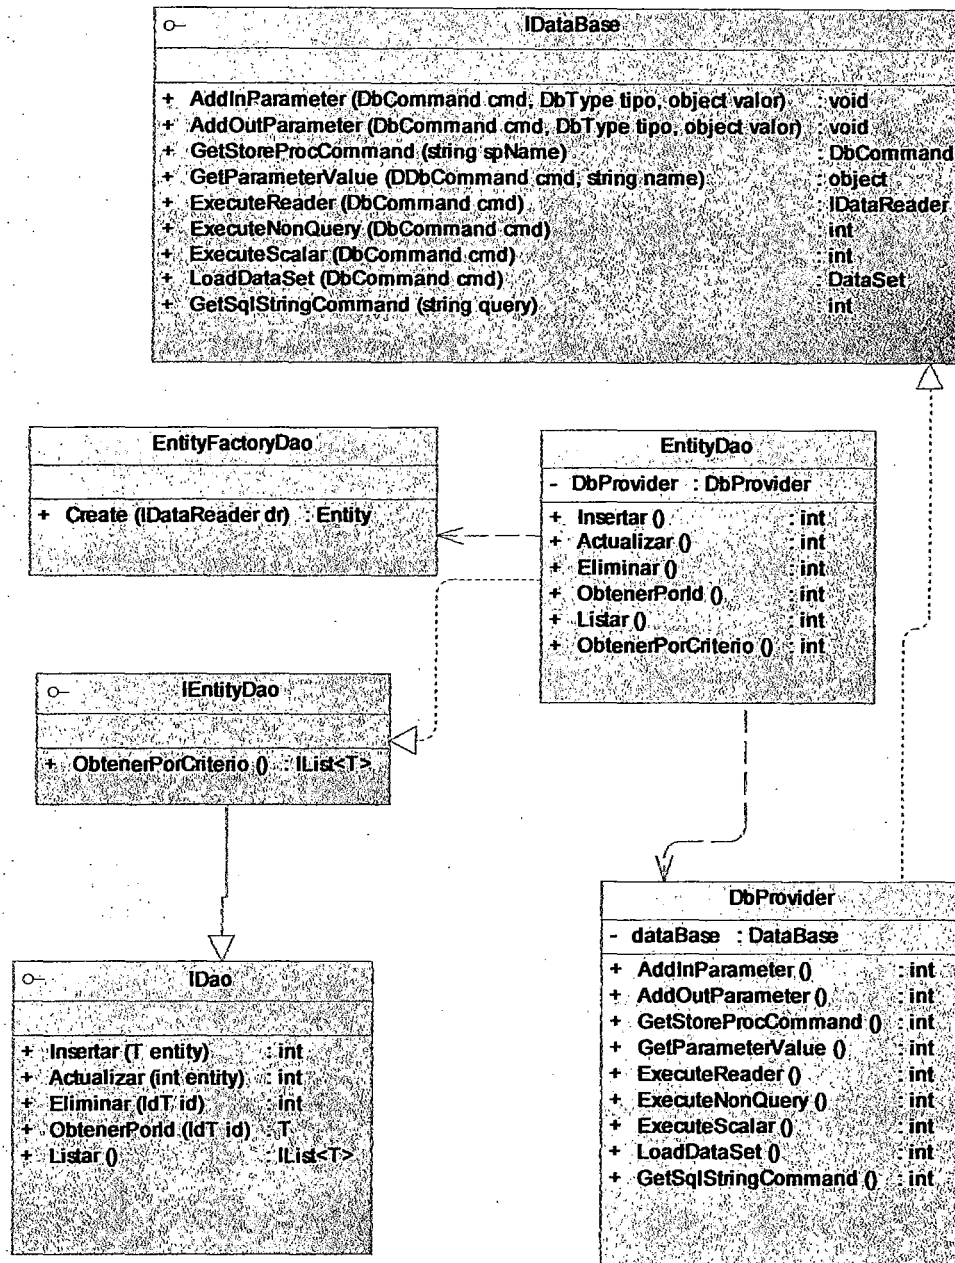 IDataBase
+ AddInParameter (DbCommand cmd, DbType tipo, object valor) : void
+ AddOutParameter (DbCommand cmd, DbType tipo, object valor) : void
+ GetStoreProcCommand (string spName) : DbCommand
+ GetParameterValue (DDbCommand cmd, string name) : object
+ ExecuteReader (DbCommand cmd) : IDataReader
+ ExecuteNonQuery (DbCommand cmd) : int
+ ExecuteScalar (DbCommand cmd) : int
+ LoadDataSet (DbCommand cmd) : DataSet
+ GetSqlStringCommand (string query) : int
EntityFactoryDao
+ Create (IDataReader dr) : Entity
EntityDao
- DbProvider : DbProvider
+ Insertar () : int
+ Actualizar () : int
+ Eliminar () : int
+ ObtenerPorId () : int
+ Listar () : int
+ ObtenerPorCriterio () : int
IEntityDao
+ ObtenerPorCriterio () : IList<T>
IDao
+ Insertar (T entity) : int
+ Actualizar (int entity) : int
+ Eliminar (IdT id) : int
+ ObtenerPorId (IdT id) T
+ Listar () : IList<T>
DbProvider
- dataBase : DataBase
+ AddInParameter () : int
+ AddOutParameter () : int
+ GetStoreProcCommand () : int
+ GetParameterValue () : int
+ ExecuteReader () : int
+ ExecuteNonQuery () : int
+ ExecuteScalar () : int
+ LoadDataSet () : int
+ GetSqlStringCommand () : int